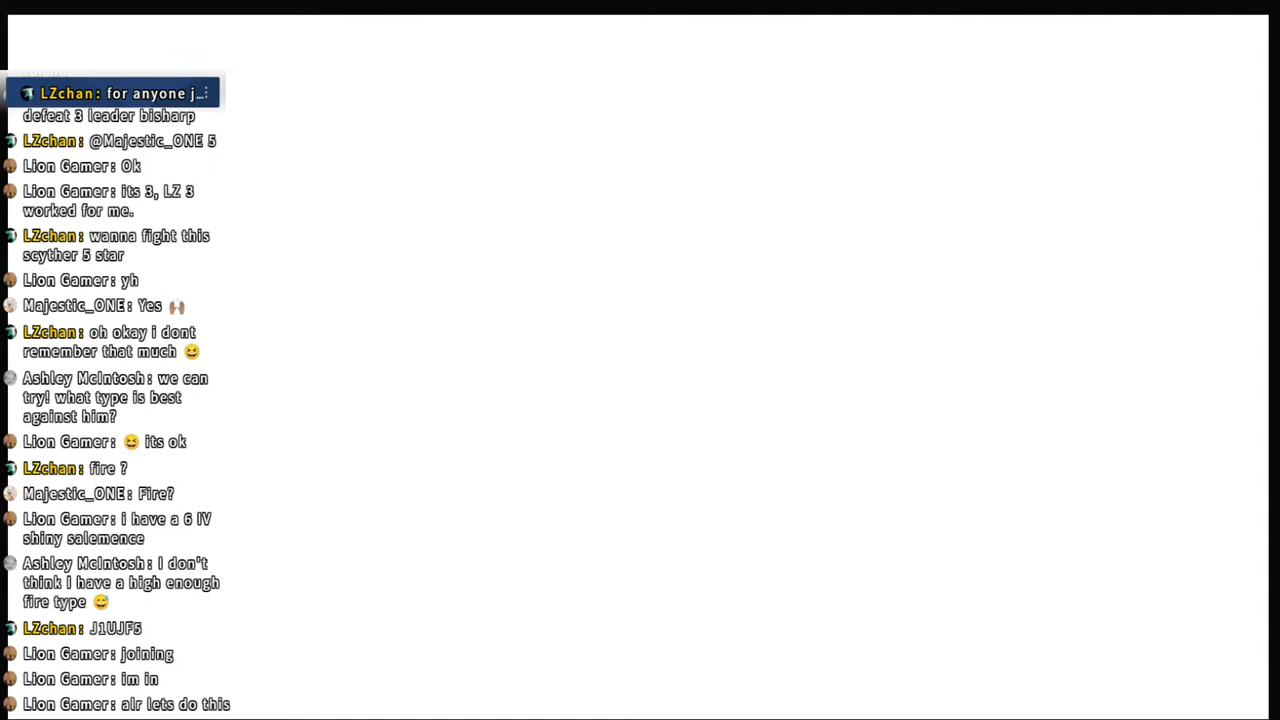 LZchan: for anyone j…
defeat 3 leader bisharp
LZchan: @Majestic_ONE 5
Lion Gamer: Ok
Lion Gamer: its 3, LZ 3
worked for me.
LZchan: wanna fight this
scyther 5 star
Lion Gamer: yh
Majestic_ONE: Yes 🙌🏽
LZchan: oh okay i dont
remember that much 😆
Ashley McIntosh: we can
try! what type is best
against him?
Lion Gamer: 😆 its ok
LZchan: fire ?
Majestic_ONE: Fire?
Lion Gamer: i have a 6 IV
shiny salemence
Ashley McIntosh: I don't
think I have a high enough
fire type 😅
LZchan: J1UJF5
Lion Gamer: joining
Lion Gamer: im in
Lion Gamer: alr lets do this